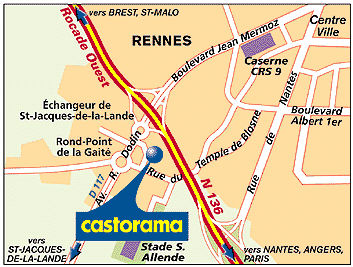 vers BREST, ST-MALO
Centre
Ville
Rocade Ouest
RENNES
Boulevard Jean Mermoz
Caserne
CRS 9
Échangeur de
St-Jacques-de-la-Lande
Boulevard
Albert 1er
Rond-Point
de la Gaité
Av. R. Dodin
Rue du Temple de Blosne
Rue de Nantes
D 117
N 136
castorama
vers
ST-JACQUES-
DE-LA-LANDE
Stade S.
Allende
vers NANTES, ANGERS,
PARIS